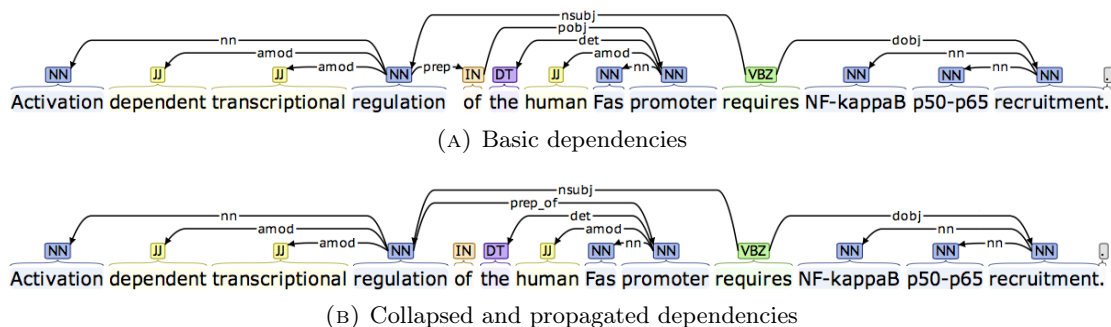 nsubj
pobj
nn det dobj
amod amod nn
amod prep nn nn
NN JJ JJ NN IN DT JJ NN NN VBZ NN NN NN .
Activation dependent transcriptional regulation of the human Fas promoter requires NF-kappaB p50-p65 recruitment.
(A) Basic dependencies
nsubj
prep_of
nn det dobj
amod amod nn
amod nn nn
NN JJ JJ NN IN DT JJ NN NN VBZ NN NN NN .
Activation dependent transcriptional regulation of the human Fas promoter requires NF-kappaB p50-p65 recruitment.
(B) Collapsed and propagated dependencies